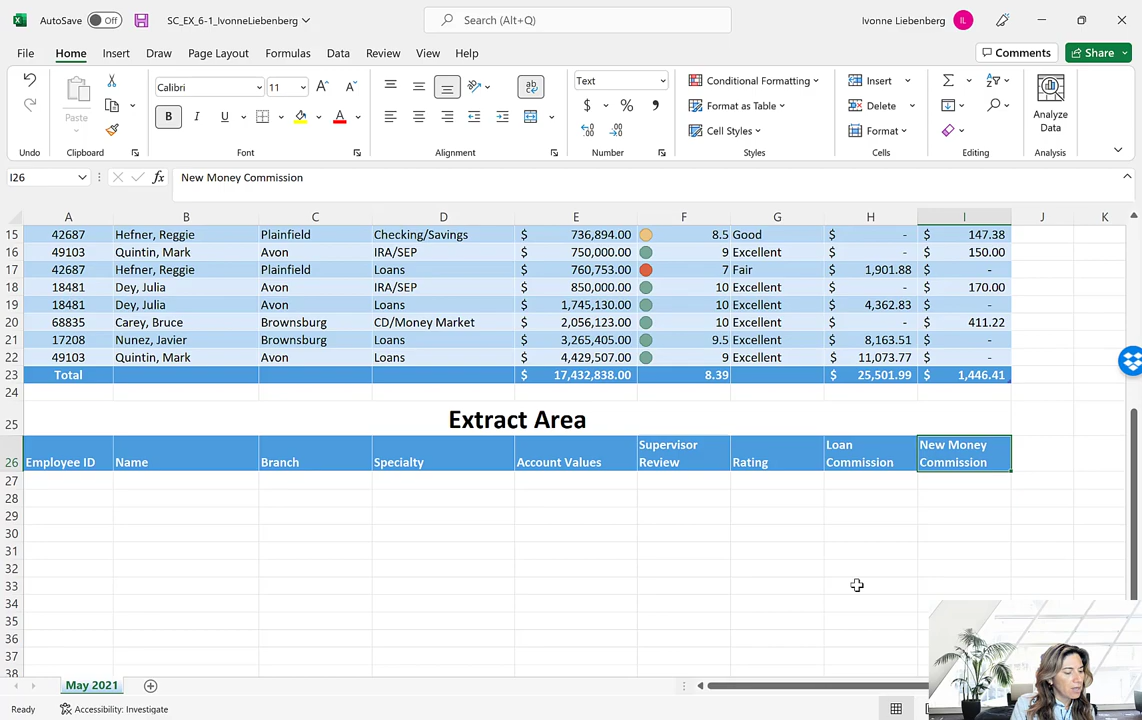 AutoSave Off SC_EX_6-1_IvonneLiebenberg Search (Alt+Q) Ivonne Liebenberg IL
File Home Insert Draw Page Layout Formulas Data Review View Help Comments Share
Paste Calibri 11 B I U A A A ab Text $ % , Conditional Formatting Format as Table Cell Styles Insert Delete Format Analyze Data
Undo Clipboard Font Alignment Number Styles Cells Editing Analysis
I26 fx New Money Commission
A B C D E F G H I J K
15 42687 Hefner, Reggie Plainfield Checking/Savings $ 736,894.00 8.5 Good $ - $ 147.38
16 49103 Quintin, Mark Avon IRA/SEP $ 750,000.00 9 Excellent $ - $ 150.00
17 42687 Hefner, Reggie Plainfield Loans $ 760,753.00 7 Fair $ 1,901.88 $ -
18 18481 Dey, Julia Avon IRA/SEP $ 850,000.00 10 Excellent $ - $ 170.00
19 18481 Dey, Julia Avon Loans $ 1,745,130.00 10 Excellent $ 4,362.83 $ -
20 68835 Carey, Bruce Brownsburg CD/Money Market $ 2,056,123.00 10 Excellent $ - $ 411.22
21 17208 Nunez, Javier Brownsburg Loans $ 3,265,405.00 9.5 Excellent $ 8,163.51 $ -
22 49103 Quintin, Mark Avon Loans $ 4,429,507.00 9 Excellent $ 11,073.77 $ -
23 Total $ 17,432,838.00 8.39 $ 25,501.99 $ 1,446.41
24
25 Extract Area
Supervisor Loan New Money
26 Employee ID Name Branch Specialty Account Values Review Rating Commission Commission
27
28
29
30
31
32
33
34
35
36
37
38
May 2021
Ready Accessibility: Investigate